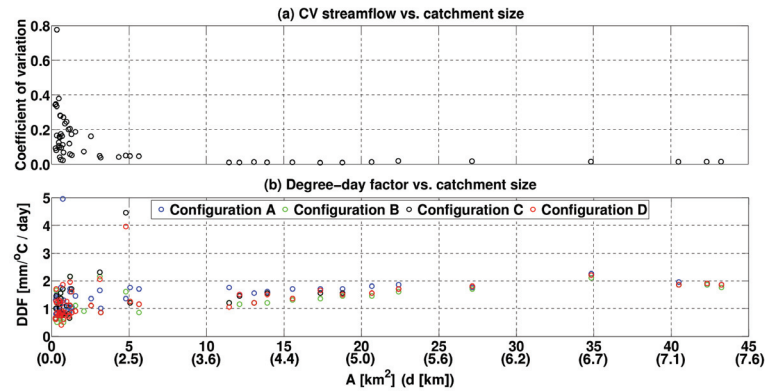 (a) CV streamflow vs. catchment size
Coefficient of variation
0.8
0.6
0.4
0.2
0.0
(b) Degree−day factor vs. catchment size
Configuration A Configuration B Configuration C Configuration D
DDF [mm/°C / day]
5
4
3
2
1
0
0 5 10 15 20 25 30 35 40 45
(0.0) (2.5) (3.6) (4.4) (5.0) (5.6) (6.2) (6.7) (7.1) (7.6)
A [km²] (d [km])